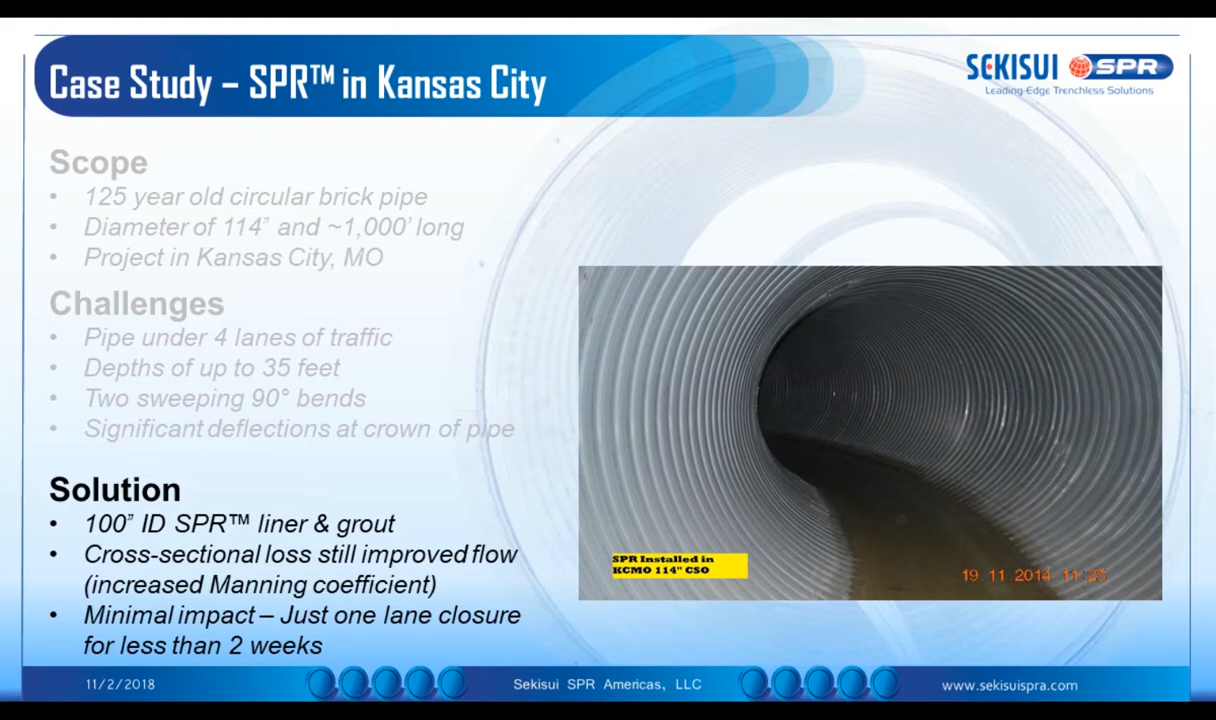 Case Study – SPR™ in Kansas City
SEKISUI SPR
Leading-Edge Trenchless Solutions
Scope
• 125 year old circular brick pipe
• Diameter of 114” and ~1,000’ long
• Project in Kansas City, MO
Challenges
• Pipe under 4 lanes of traffic
• Depths of up to 35 feet
• Two sweeping 90° bends
• Significant deflections at crown of pipe
Solution
• 100” ID SPR™ liner & grout
• Cross-sectional loss still improved flow
(increased Manning coefficient)
• Minimal impact – Just one lane closure
for less than 2 weeks
SPR Installed in
KCMO 114" CSO
19 11 2014 11:25
11/2/2018
Sekisui SPR Americas, LLC
www.sekisuispra.com